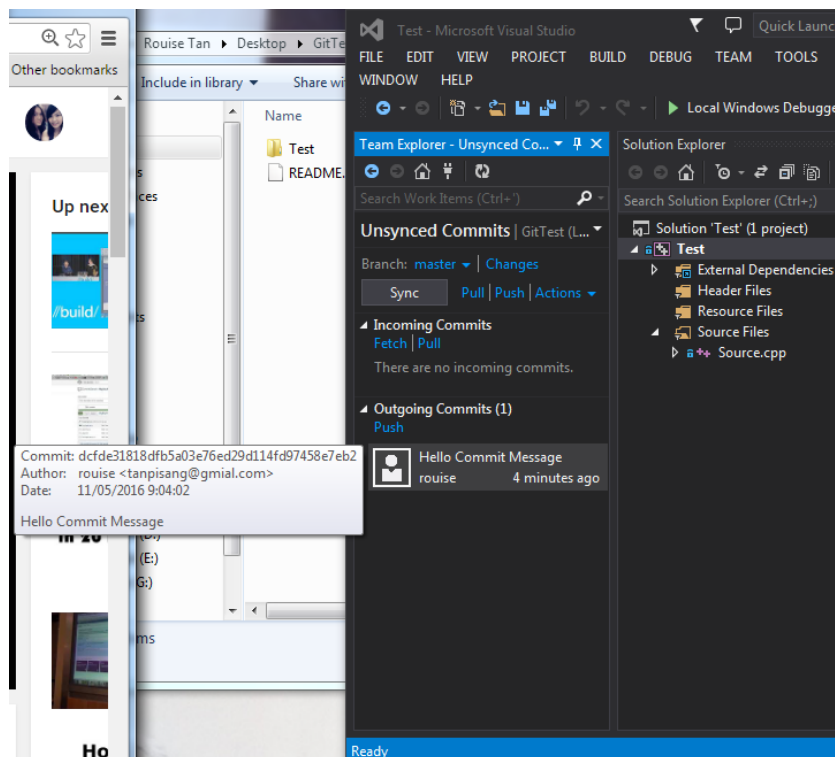 Other bookmarks
Up nex
//build/
Ho
Rouise Tan ▸ Desktop ▸ GitTe
Include in library
Share wi
Name
Test
README.
ces
(E:)
G:)
ms
Commit: dcfde31818dfb5a03e76ed29d114fd97458e7eb2
Author: rouise <tanpisang@gmial.com>
Date: 11/05/2016 9:04:02
Hello Commit Message
Test - Microsoft Visual Studio
Quick Launc
FILE EDIT VIEW PROJECT BUILD DEBUG TEAM TOOLS
WINDOW HELP
Local Windows Debugge
Team Explorer - Unsynced Co...
Search Work Items (Ctrl+')
Unsynced Commits | GitTest (L...
Branch: master | Changes
Sync Pull | Push | Actions
Incoming Commits
Fetch | Pull
There are no incoming commits.
Outgoing Commits (1)
Push
Hello Commit Message
rouise 4 minutes ago
Solution Explorer
Search Solution Explorer (Ctrl+;)
Solution 'Test' (1 project)
Test
External Dependencies
Header Files
Resource Files
Source Files
Source.cpp
Ready